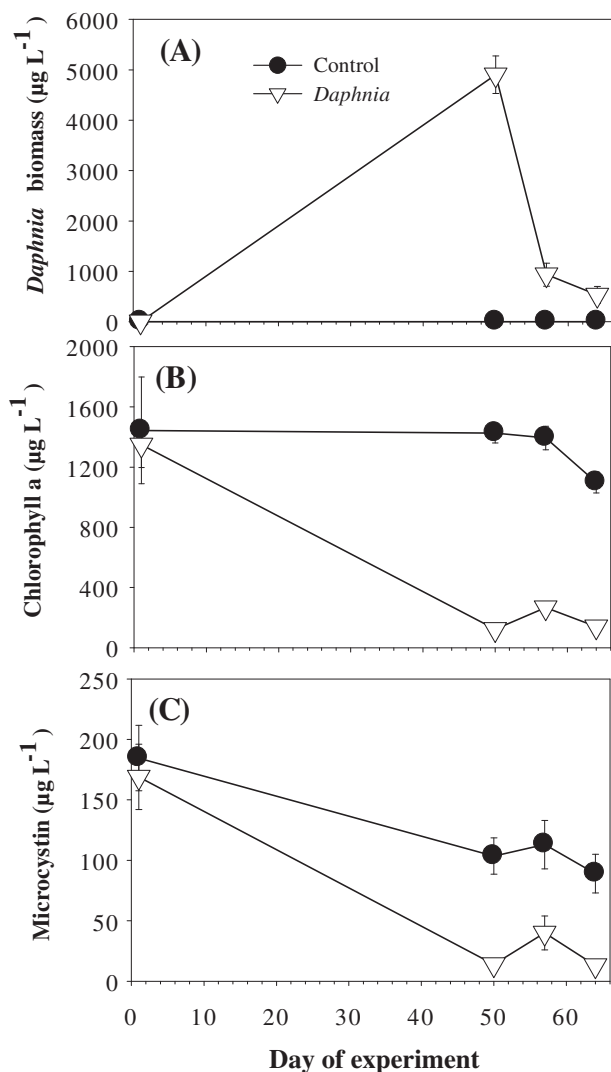 (A)
Control
Daphnia
Daphnia biomass (µg L⁻¹)
6000
5000
4000
3000
2000
1000
0
(B)
Chlorophyll a (µg L⁻¹)
2000
1600
1200
800
400
0
(C)
Microcystin (µg L⁻¹)
250
200
150
100
50
0
0 10 20 30 40 50 60
Day of experiment